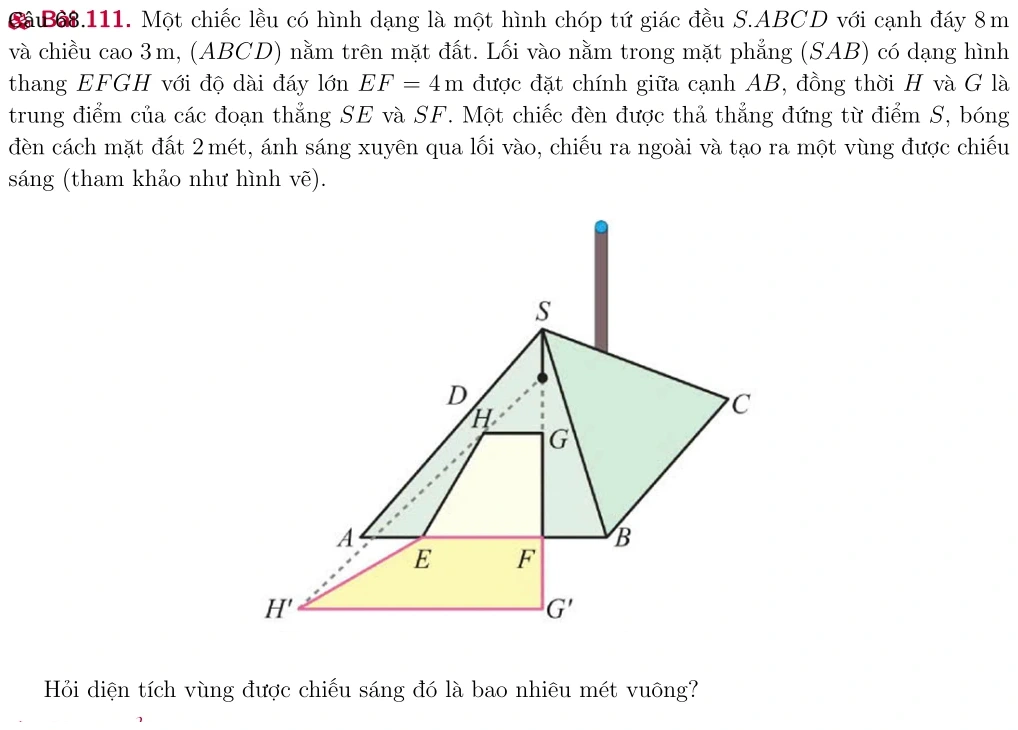 Câu 68.
Bài 111. Một chiếc lều có hình dạng là một hình chóp tứ giác đều S.ABCD với cạnh đáy 8 m
và chiều cao 3 m, (ABCD) nằm trên mặt đất. Lối vào nằm trong mặt phẳng (SAB) có dạng hình
thang EFGH với độ dài đáy lớn EF = 4 m được đặt chính giữa cạnh AB, đồng thời H và G là
trung điểm của các đoạn thẳng SE và SF. Một chiếc đèn được thả thẳng đứng từ điểm S, bóng
đèn cách mặt đất 2 mét, ánh sáng xuyên qua lối vào, chiếu ra ngoài và tạo ra một vùng được chiếu
sáng (tham khảo như hình vẽ).
S
D
C
H
G
A
B
E
F
H'
G'
Hỏi diện tích vùng được chiếu sáng đó là bao nhiêu mét vuông?